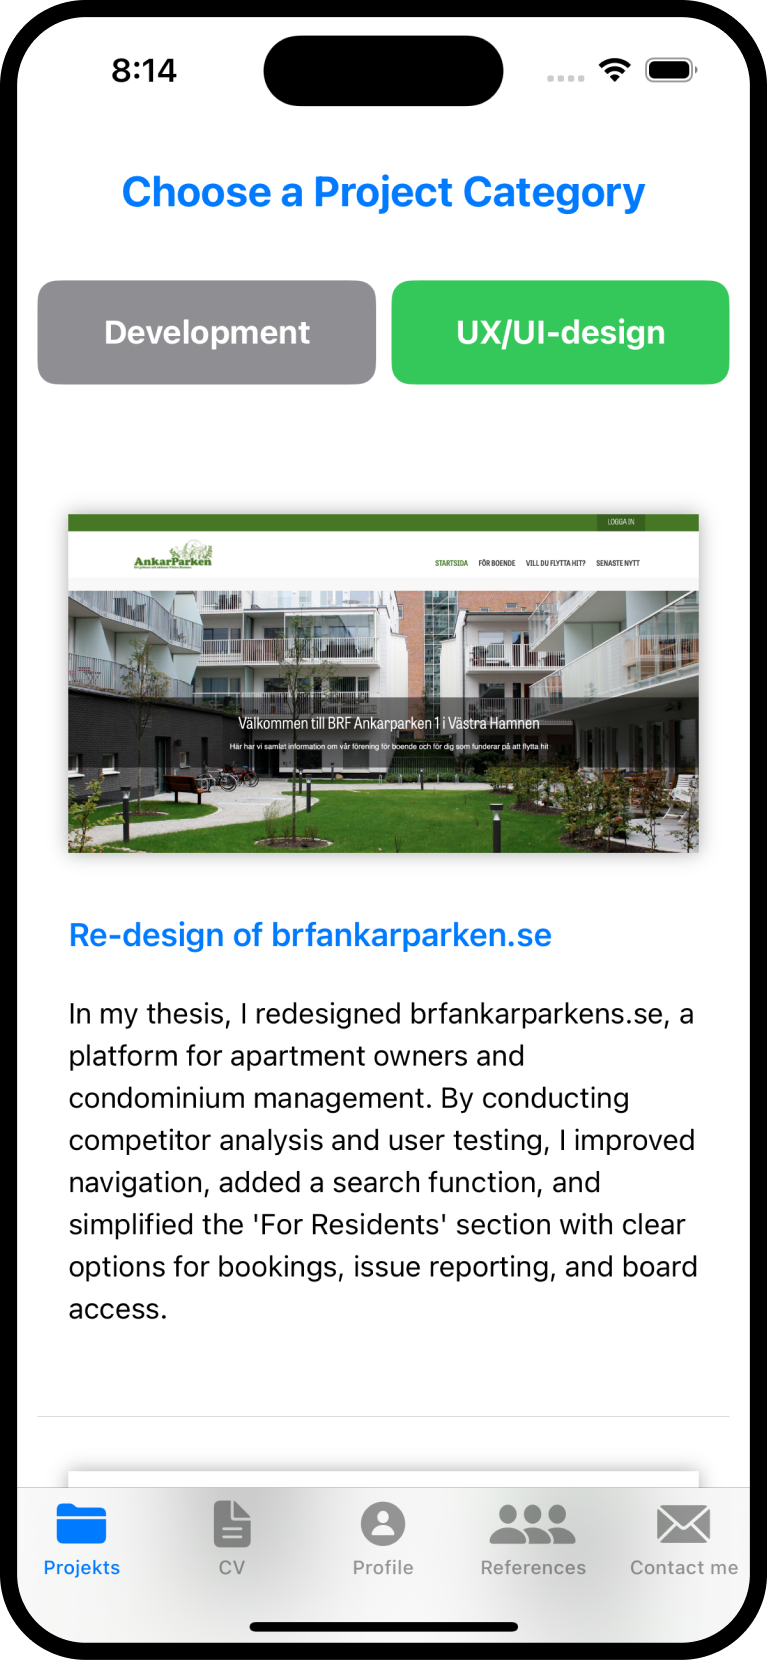 8:14
Choose a Project Category
Development
UX/UI-design
LOGGA IN
AnkarParken
STARTSIDA FÖR BOENDE VILL DU FLYTTA HIT? SENASTE NYTT
Välkommen till BRF Ankarparken 1 i Västra Hamnen
Här har vi samlat information om vår förening för boende och för dig som funderar på att flytta hit
Re-design of brfankarparken.se
In my thesis, I redesigned brfankarparkens.se, a
platform for apartment owners and
condominium management. By conducting
competitor analysis and user testing, I improved
navigation, added a search function, and
simplified the 'For Residents' section with clear
options for bookings, issue reporting, and board
access.
Projekts
CV
Profile
References
Contact me